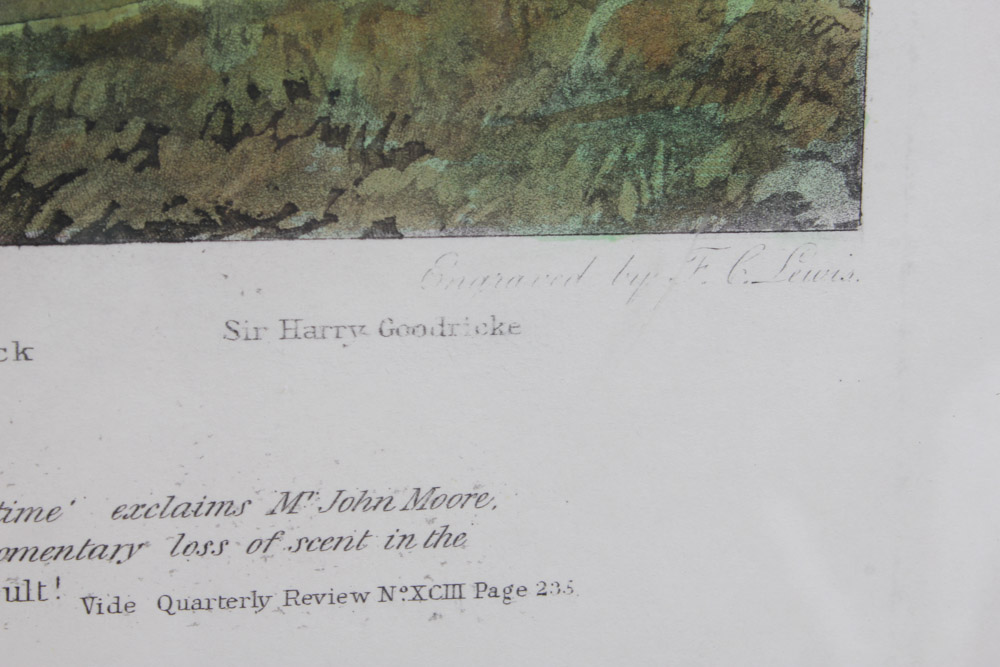 Engraved by F. C. Lewis.
Sir Harry Goodricke
ck
time' exclaims Mr John Moore,
omentary loss of scent in the
ult!
Vide Quarterly Review No. XCIII Page 235